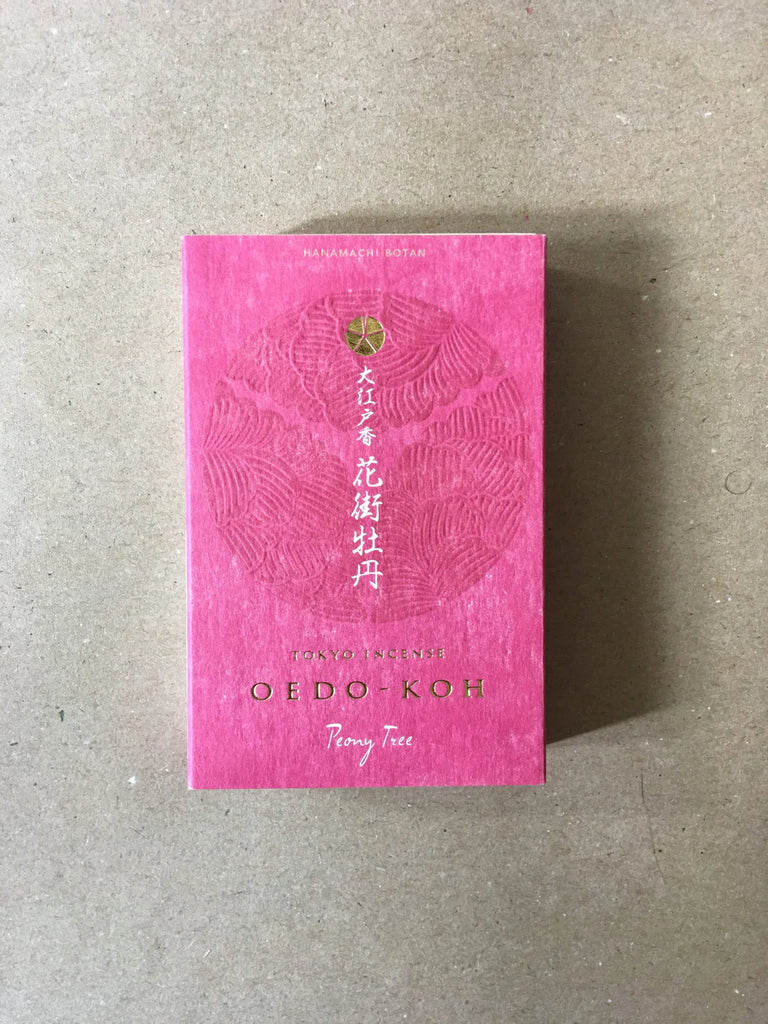 HANAMACHI BOTAN
大江戸香 花街牡丹
TOKYO INCENSE
OEDO-KOH
Peony Tree